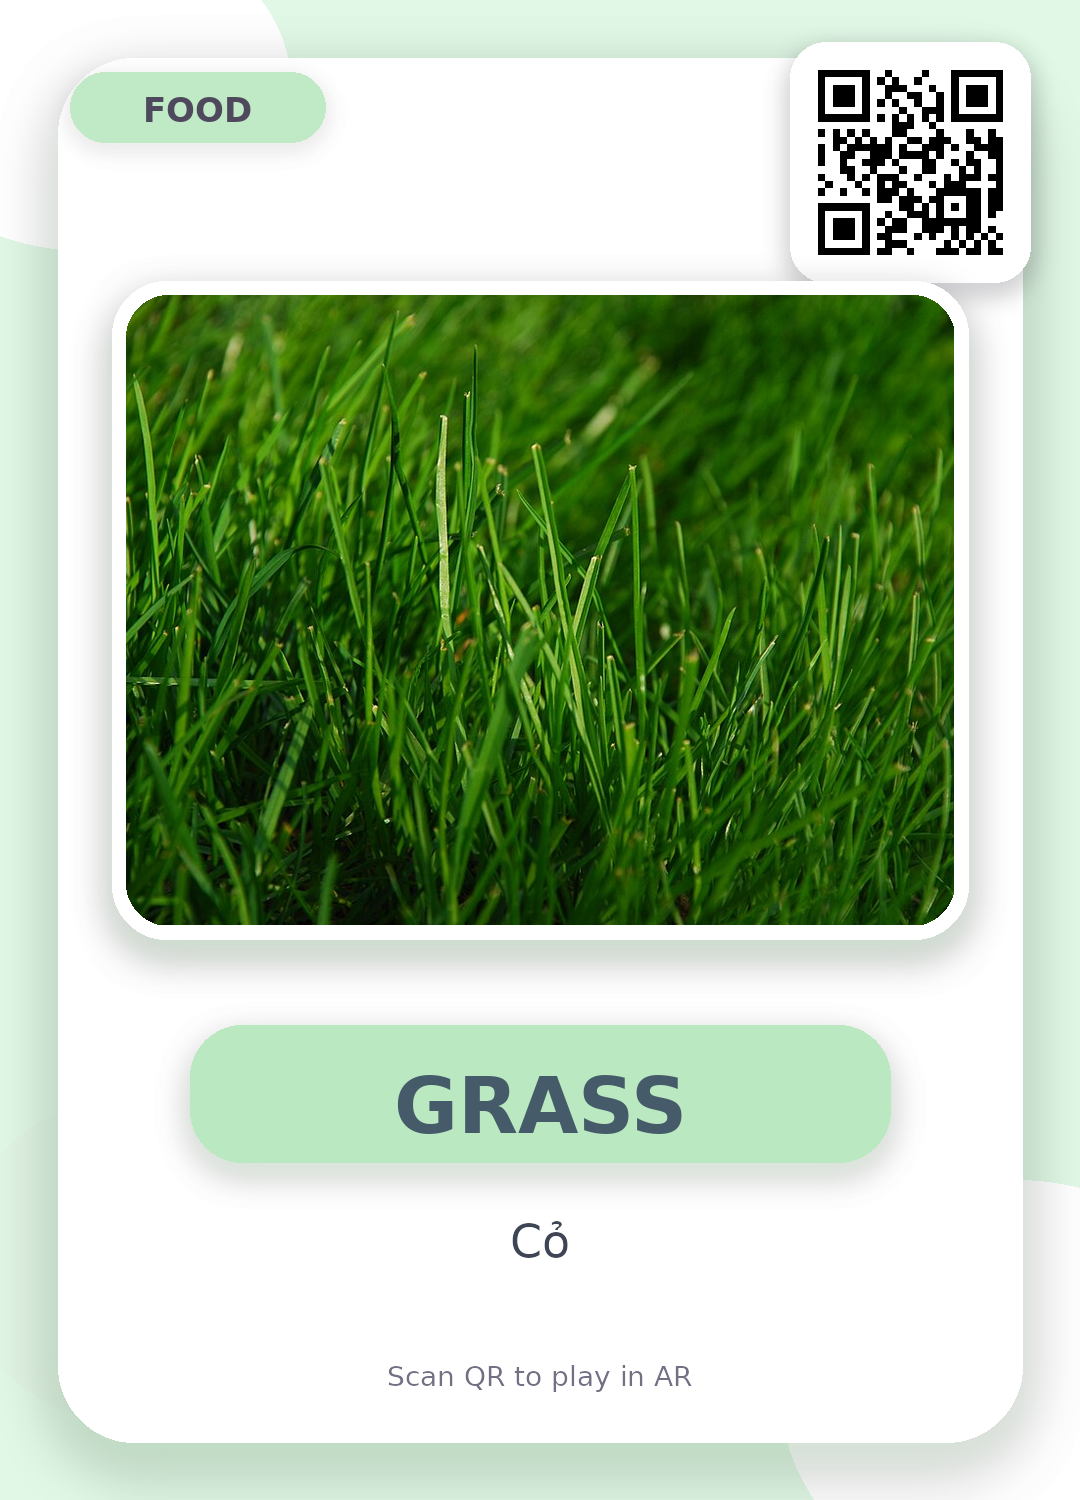 FOOD
GRASS
Cỏ
Scan QR to play in AR